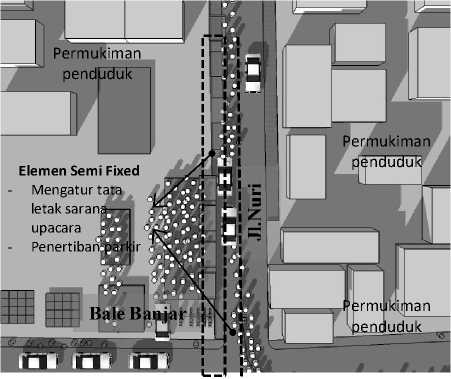 Permukiman
penduduk
Elemen Semi Fixed
- Mengatur tata
letak sarana
upacara
- Penertiban parkir
Bale Banjar
Jl.Nuri
Permukiman
penduduk
Permukiman
penduduk